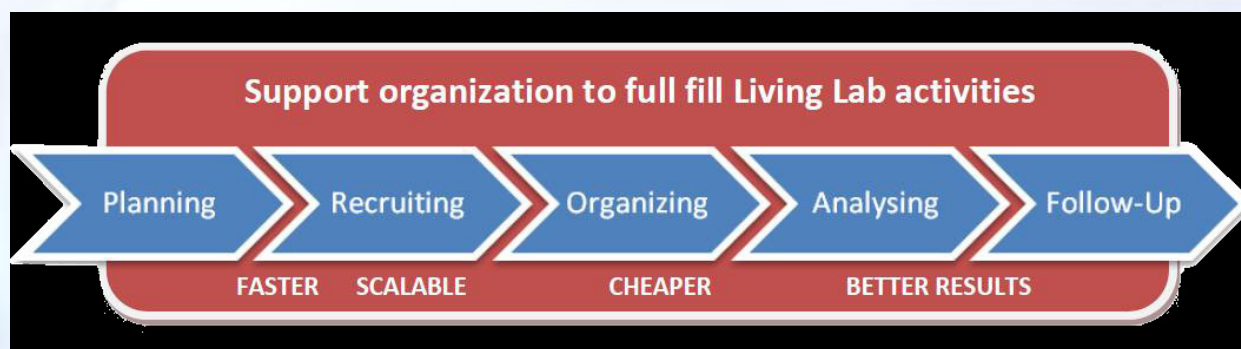 Support organization to full fill Living Lab activities
Planning Recruiting Organizing Analysing Follow-Up
FASTER SCALABLE CHEAPER BETTER RESULTS